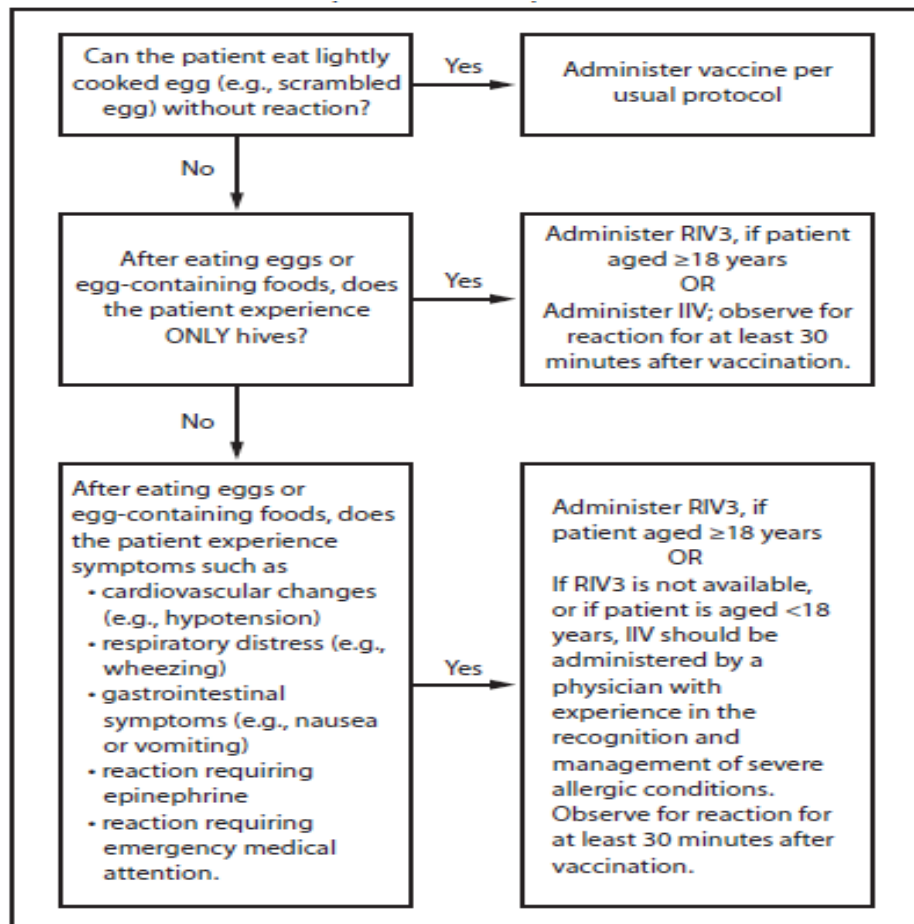 Can the patient eat lightly
cooked egg (e.g., scrambled
egg) without reaction?
Yes
Administer vaccine per
usual protocol
No
After eating eggs or
egg-containing foods, does
the patient experience
ONLY hives?
Yes
Administer RIV3, if patient
aged ≥18 years
OR
Administer IIV; observe for
reaction for at least 30
minutes after vaccination.
No
After eating eggs or
egg-containing foods, does
the patient experience
symptoms such as
• cardiovascular changes
(e.g., hypotension)
• respiratory distress (e.g.,
wheezing)
• gastrointestinal
symptoms (e.g., nausea
or vomiting)
• reaction requiring
epinephrine
• reaction requiring
emergency medical
attention.
Yes
Administer RIV3, if
patient aged ≥18 years
OR
If RIV3 is not available,
or if patient is aged <18
years, IIV should be
administered by a
physician with
experience in the
recognition and
management of severe
allergic conditions.
Observe for reaction for
at least 30 minutes after
vaccination.